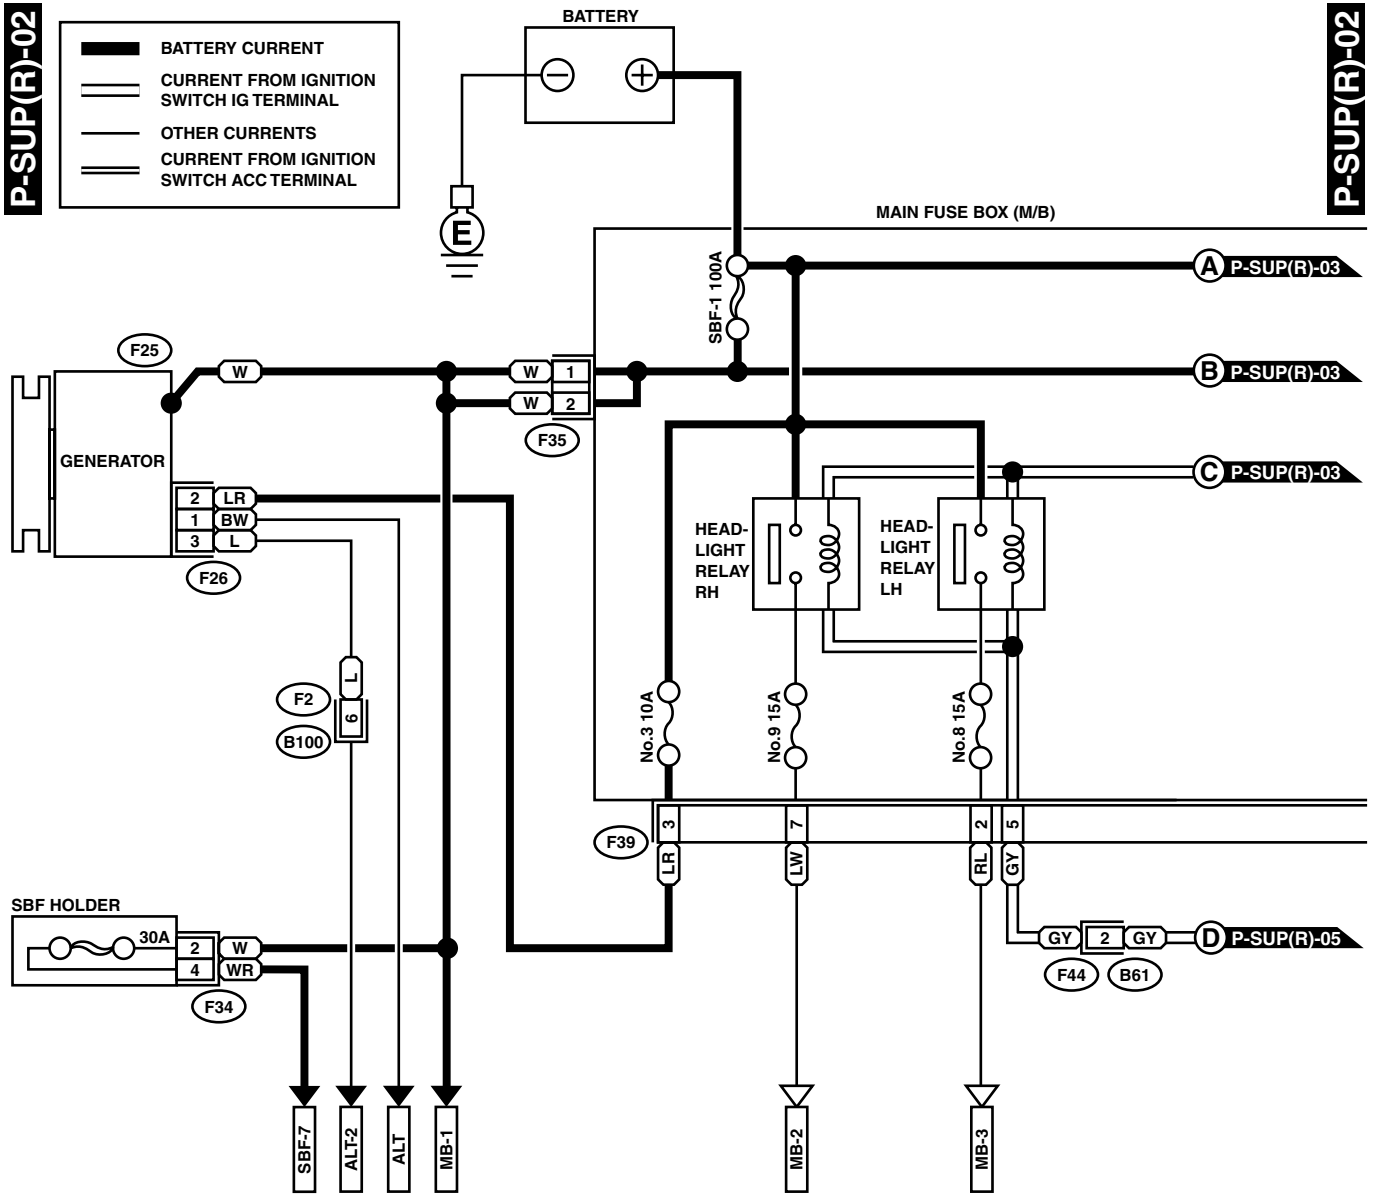 P-SUP(R)-02
P-SUP(R)-02
BATTERY CURRENT
CURRENT FROM IGNITION
SWITCH IG TERMINAL
OTHER CURRENTS
CURRENT FROM IGNITION
SWITCH ACC TERMINAL
BATTERY
E
MAIN FUSE BOX (M/B)
SBF-1 100A
A P-SUP(R)-03
F25
W
W 1
B P-SUP(R)-03
W 2
F35
GENERATOR
C P-SUP(R)-03
2 LR
1 BW
3 L
F26
HEAD-
LIGHT
RELAY
RH
HEAD-
LIGHT
RELAY
LH
L
F2
6
B100
No.3 10A
No.9 15A
No.8 15A
F39
3
7
2
5
LR
LW
RL
GY
SBF HOLDER
30A
2 W
4 WR
F34
GY 2 GY
D P-SUP(R)-05
F44
B61
SBF-7
ALT-2
ALT
MB-1
MB-2
MB-3